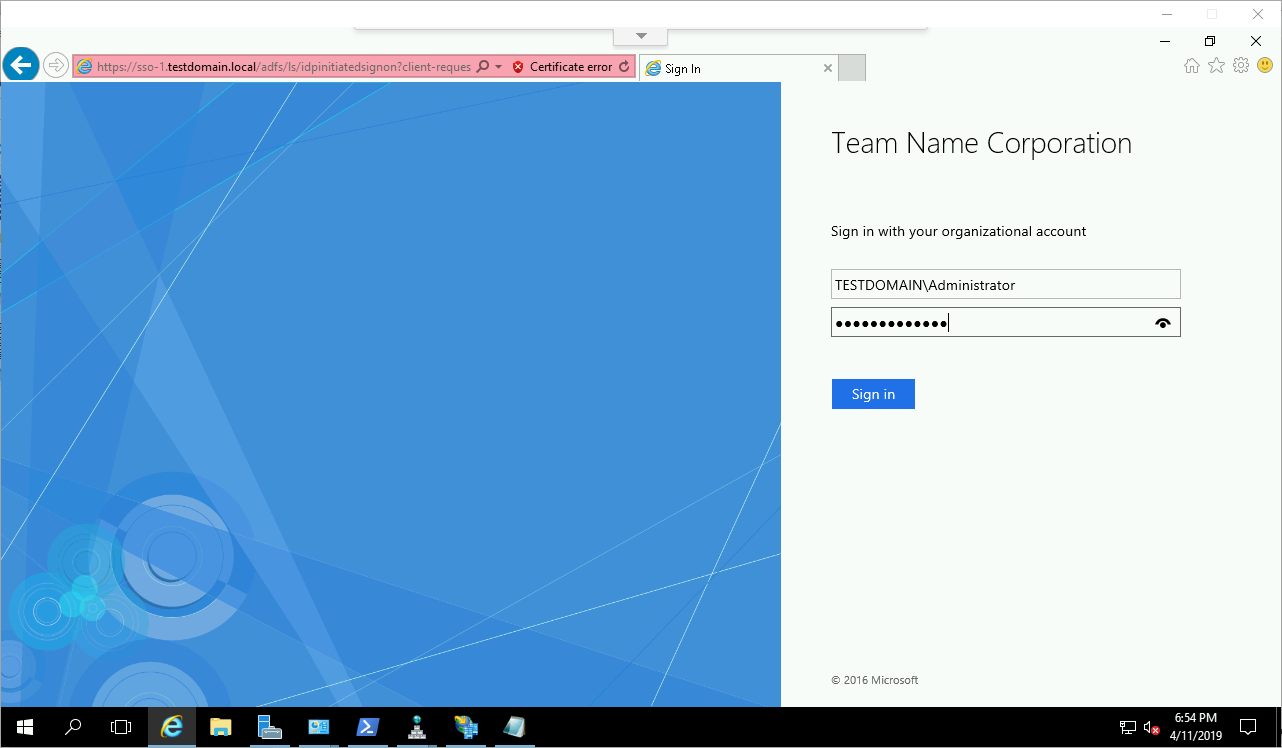 https://sso-1.testdomain.local/adfs/ls/idpinitiatedsignon?client-reques
Certificate error
Sign In
Team Name Corporation
Sign in with your organizational account
TESTDOMAIN\Administrator
●●●●●●●●●●●●●
Sign in
© 2016 Microsoft
6:54 PM
4/11/2019